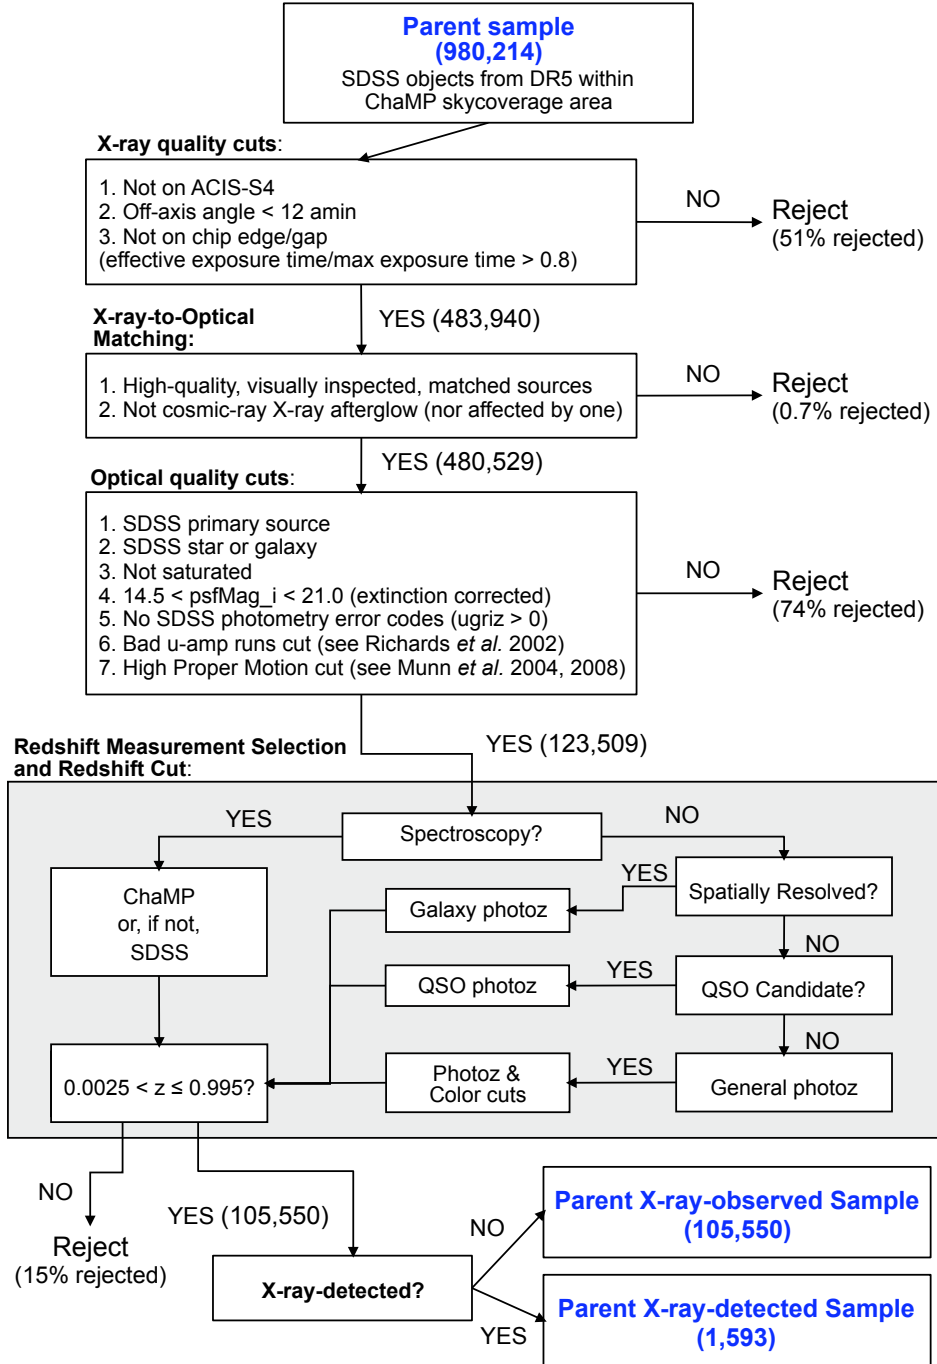 Parent sample
(980,214)
SDSS objects from DR5 within
ChaMP skycoverage area
X-ray quality cuts:
1. Not on ACIS-S4
2. Off-axis angle < 12 amin
3. Not on chip edge/gap
(effective exposure time/max exposure time > 0.8)
NO
Reject
(51% rejected)
YES (483,940)
X-ray-to-Optical
Matching:
1. High-quality, visually inspected, matched sources
2. Not cosmic-ray X-ray afterglow (nor affected by one)
NO
Reject
(0.7% rejected)
YES (480,529)
Optical quality cuts:
1. SDSS primary source
2. SDSS star or galaxy
3. Not saturated
4. 14.5 < psfMag_i < 21.0 (extinction corrected)
5. No SDSS photometry error codes (ugriz > 0)
6. Bad u-amp runs cut (see Richards et al. 2002)
7. High Proper Motion cut (see Munn et al. 2004, 2008)
NO
Reject
(74% rejected)
YES (123,509)
Redshift Measurement Selection
and Redshift Cut:
YES
Spectroscopy?
NO
ChaMP
or, if not,
SDSS
Galaxy photoz
YES
Spatially Resolved?
NO
QSO photoz
YES
QSO Candidate?
NO
0.0025 < z ≤ 0.995?
Photoz &
Color cuts
YES
General photoz
NO
Reject
(15% rejected)
YES (105,550)
X-ray-detected?
NO
Parent X-ray-observed Sample
(105,550)
YES
Parent X-ray-detected Sample
(1,593)